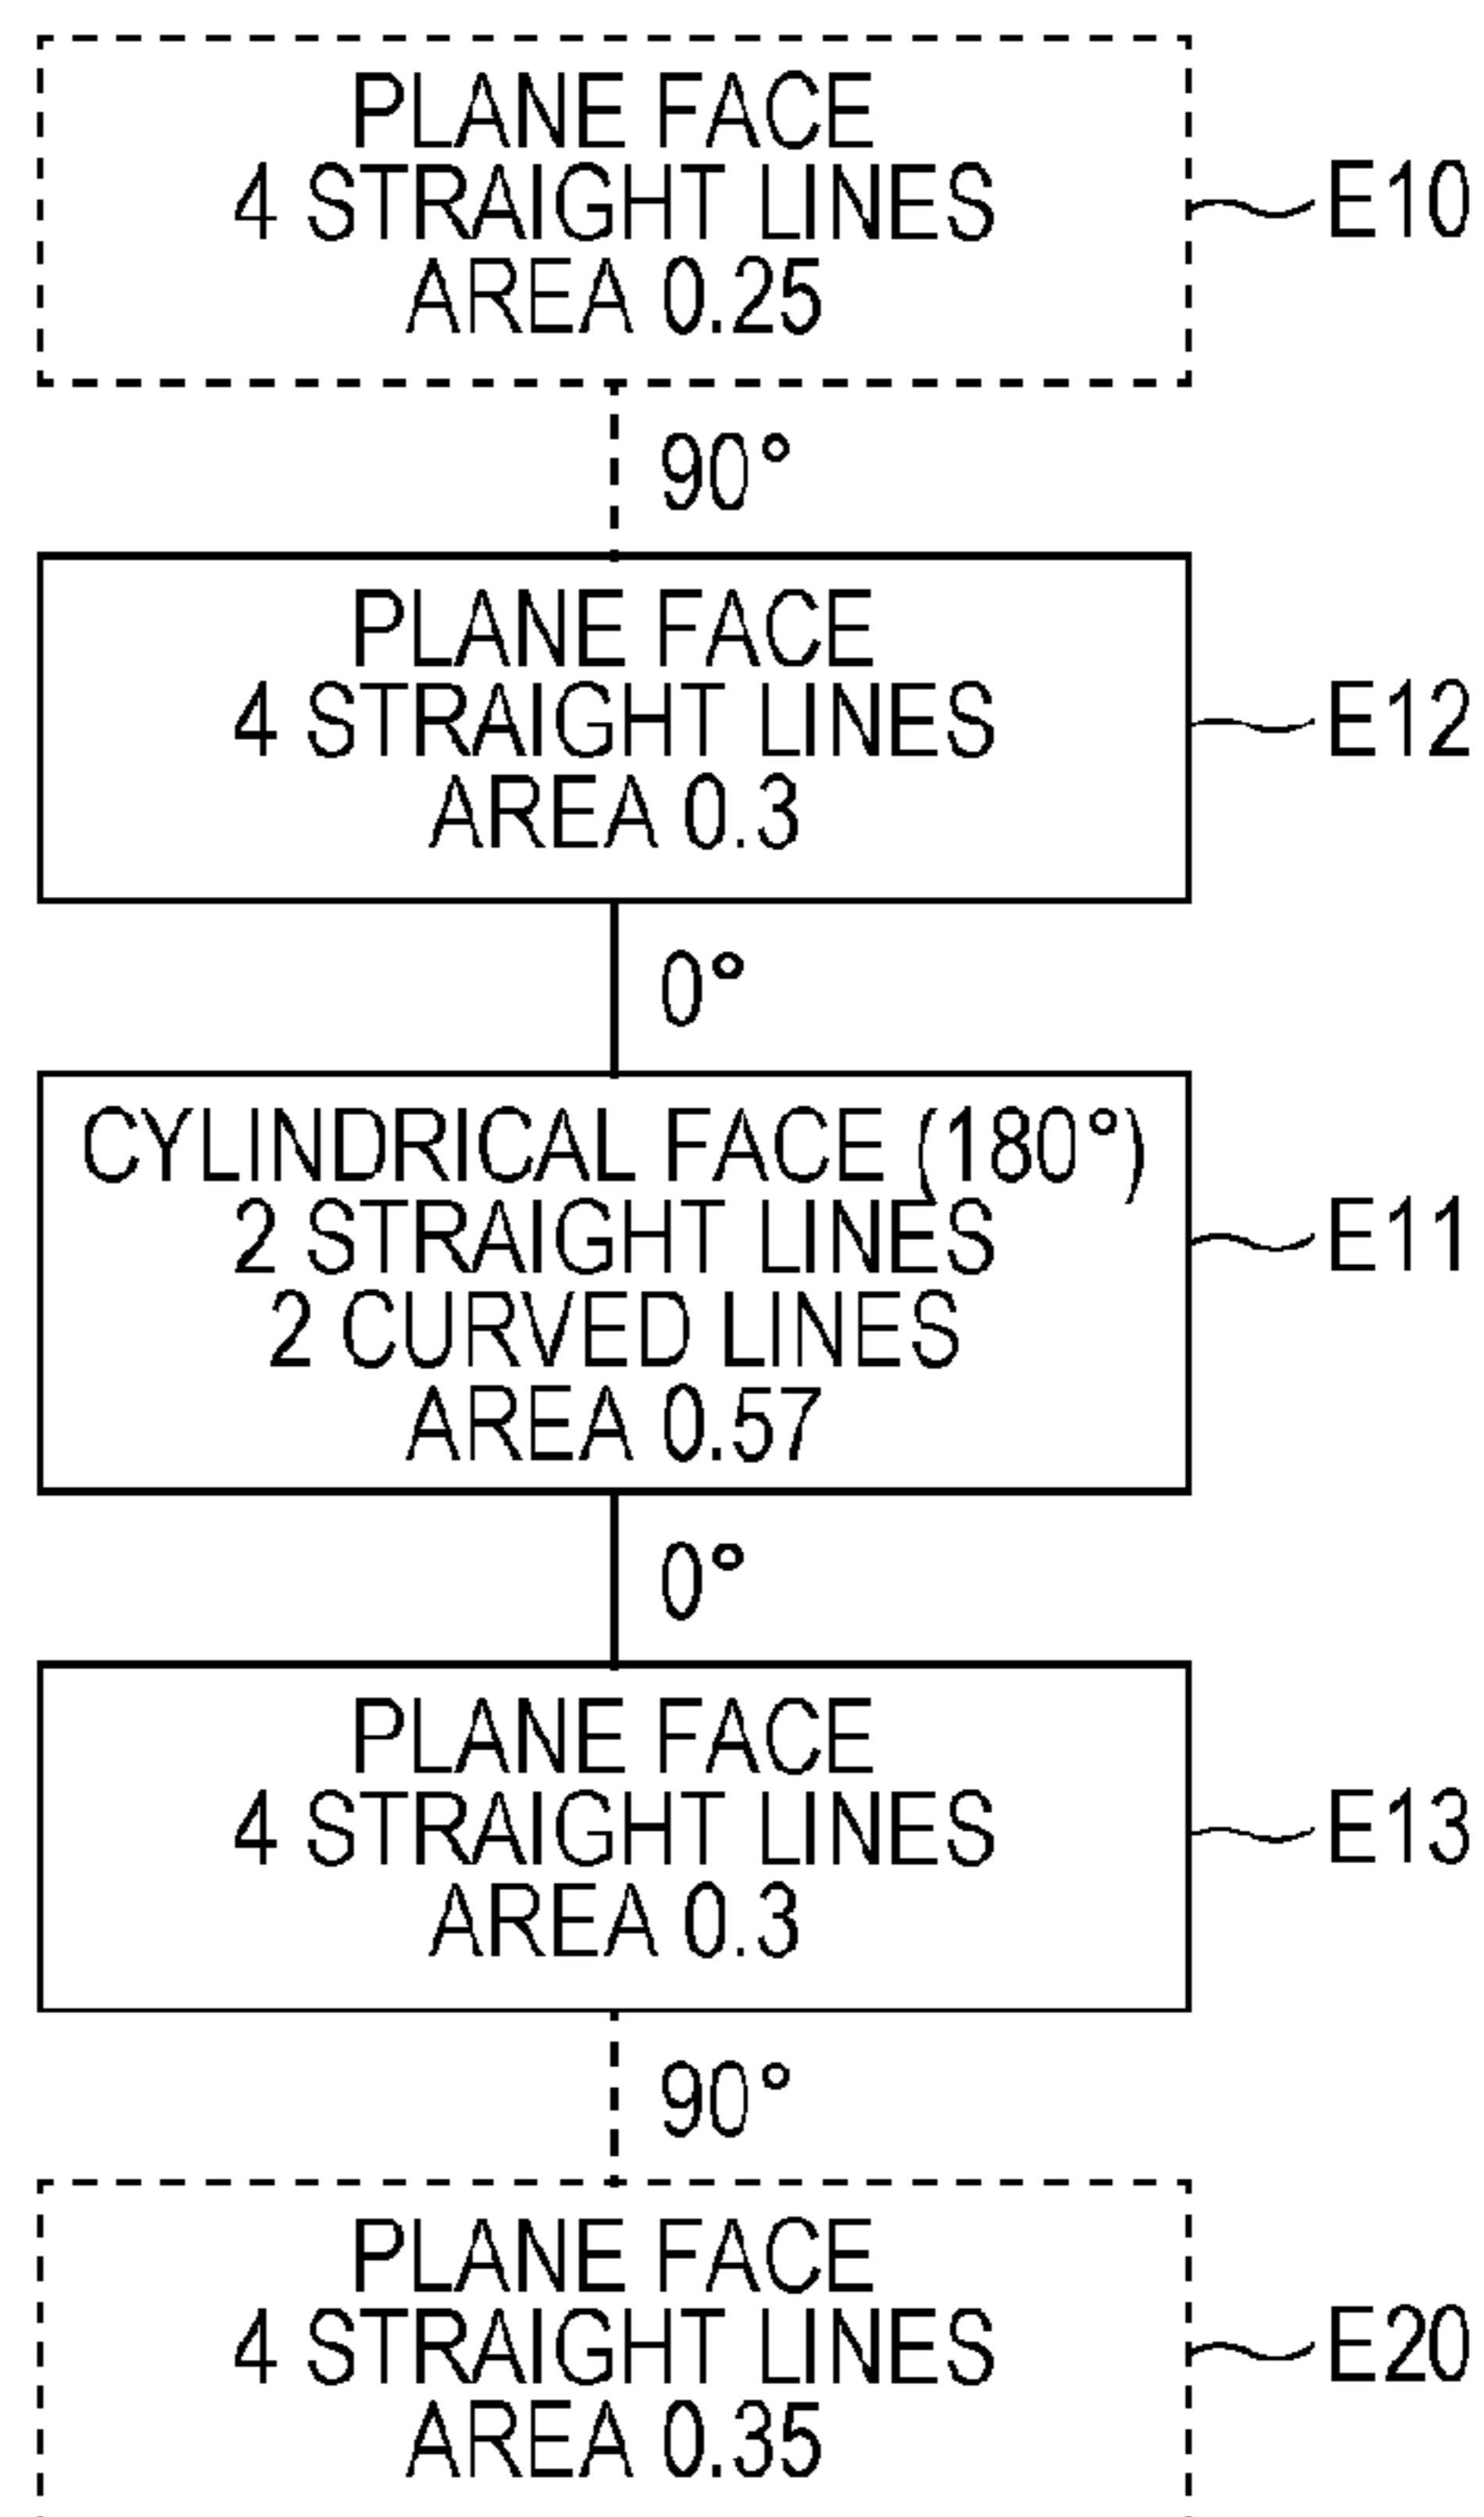 PLANE FACE
4 STRAIGHT LINES
AREA 0.25
E10
90°
PLANE FACE
4 STRAIGHT LINES
AREA 0.3
E12
0°
CYLINDRICAL FACE (180°)
2 STRAIGHT LINES
2 CURVED LINES
AREA 0.57
E11
0°
PLANE FACE
4 STRAIGHT LINES
AREA 0.3
E13
90°
PLANE FACE
4 STRAIGHT LINES
AREA 0.35
E20